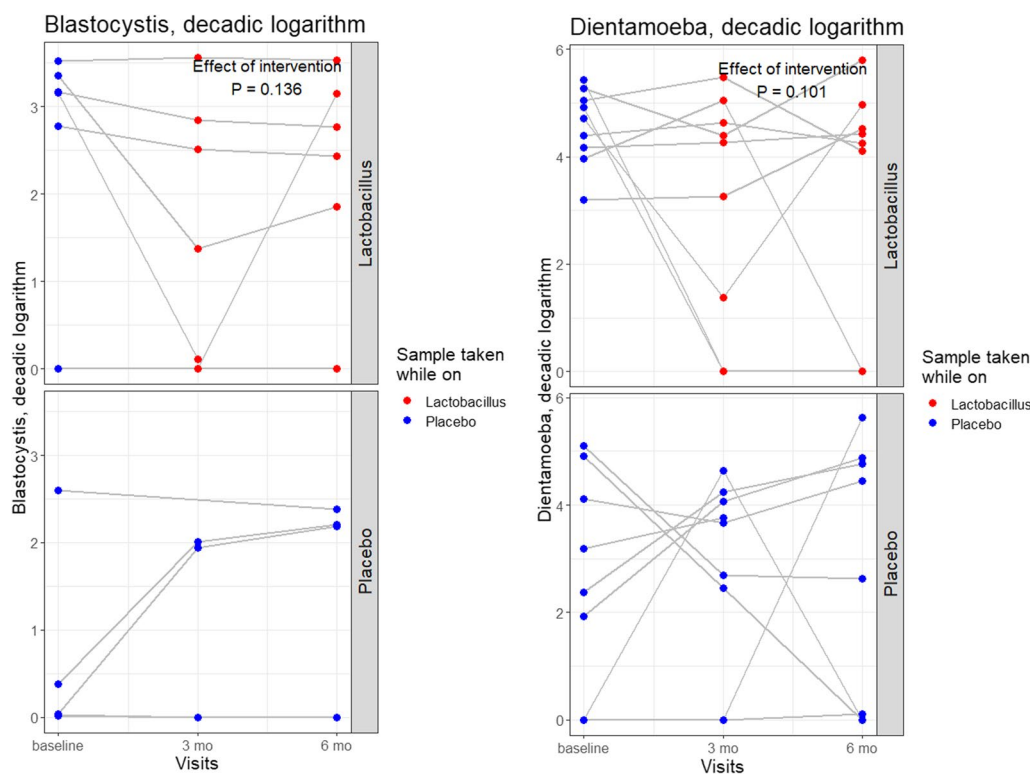 Blastocystis, decadic logarithm
Effect of intervention
P = 0.136
3
2
1
0
Lactobacillus
3
2
1
0
Placebo
Blastocystis, decadic logarithm
baseline
3 mo
6 mo
Visits
Sample taken
while on
Lactobacillus
Placebo
Dientamoeba, decadic logarithm
Effect of intervention
P = 0.101
6
4
2
0
Lactobacillus
6
4
2
0
Placebo
Dientamoeba, decadic logarithm
baseline
3 mo
6 mo
Visits
Sample taken
while on
Lactobacillus
Placebo